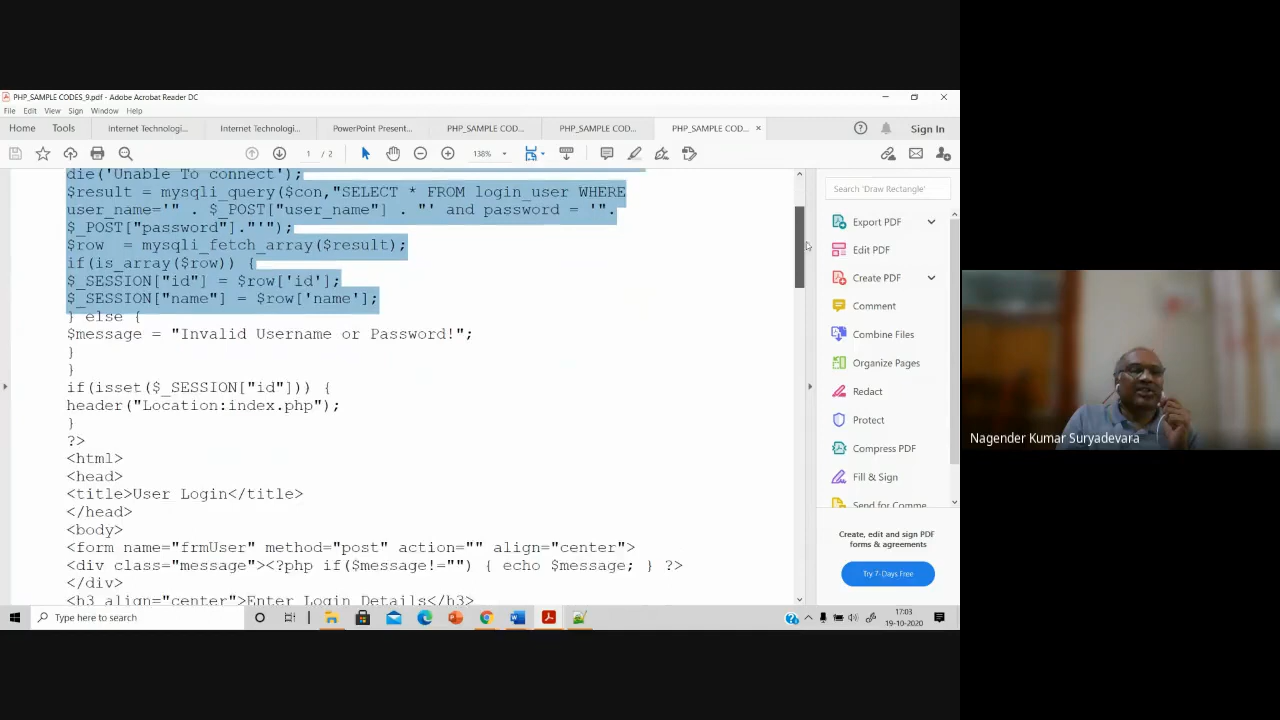 PHP_SAMPLE CODES_9.pdf - Adobe Acrobat Reader DC
File Edit View Sign Window Help
Home Tools Internet Technologi... Internet Technologi... PowerPoint Present... PHP_SAMPLE COD... PHP_SAMPLE COD... PHP_SAMPLE COD... × Sign In
1 / 2 138%
die('Unable To connect');
$result = mysqli_query($con,"SELECT * FROM login_user WHERE
user_name='" . $_POST["user_name"] . "' and password = '".
$_POST["password"]."'");
$row = mysqli_fetch_array($result);
if(is_array($row)) {
$_SESSION["id"] = $row['id'];
$_SESSION["name"] = $row['name'];
} else {
$message = "Invalid Username or Password!";
}
}
if(isset($_SESSION["id"])) {
header("Location:index.php");
}
?>
<html>
<head>
<title>User Login</title>
</head>
<body>
<form name="frmUser" method="post" action="" align="center">
<div class="message"><?php if($message!="") { echo $message; } ?>
</div>
<h3 align="center">Enter Login Details</h3>
Search 'Draw Rectangle'
Export PDF
Edit PDF
Create PDF
Comment
Combine Files
Organize Pages
Redact
Protect
Compress PDF
Fill & Sign
Send for Comme
Create, edit and sign PDF
forms & agreements
Try 7-Days Free
Nagender Kumar Suryadevara
Type here to search
17:03
19-10-2020